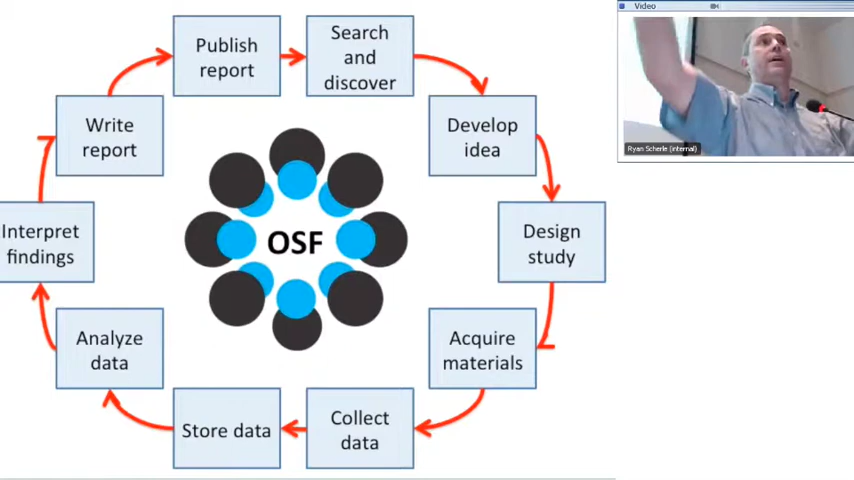 Publish
report
Search
and
discover
Develop
idea
Design
study
Acquire
materials
Collect
data
Store data
Analyze
data
Interpret
findings
Write
report
OSF
Video
Ryan Scherle (internal)